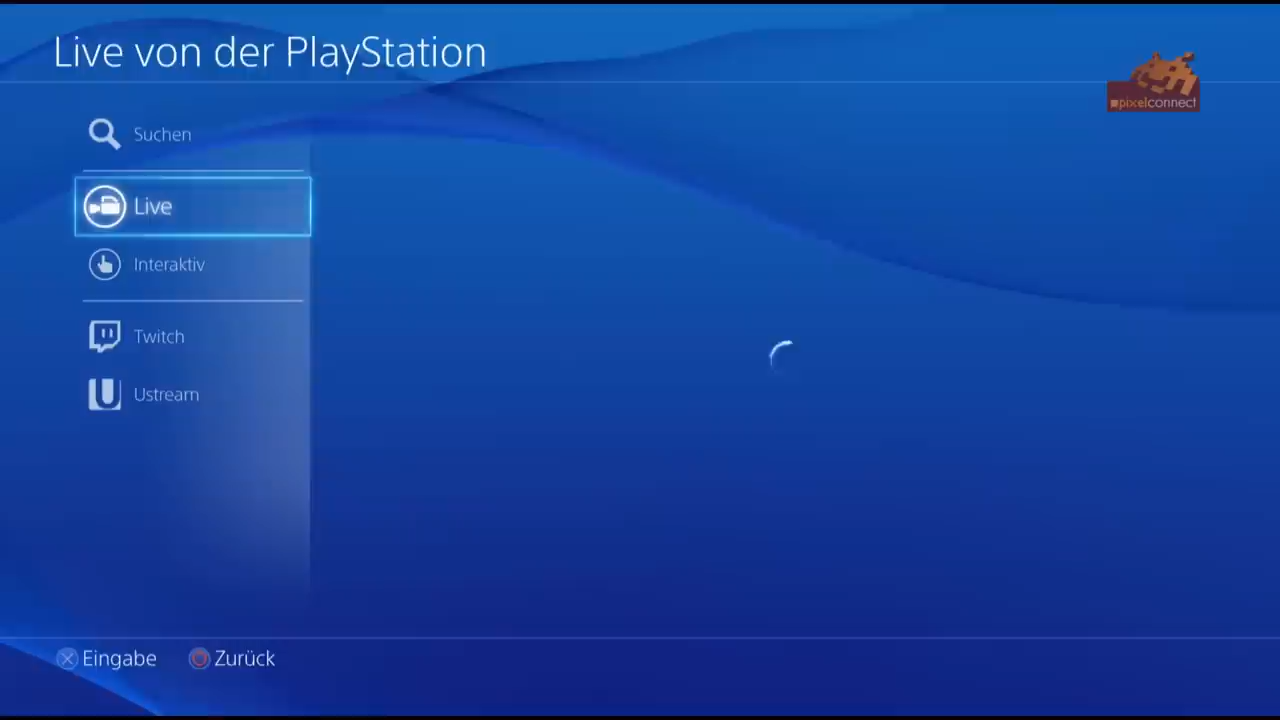 Live von der PlayStation
pixelconnect
Suchen
Live
Interaktiv
Twitch
Ustream
Eingabe
Zurück